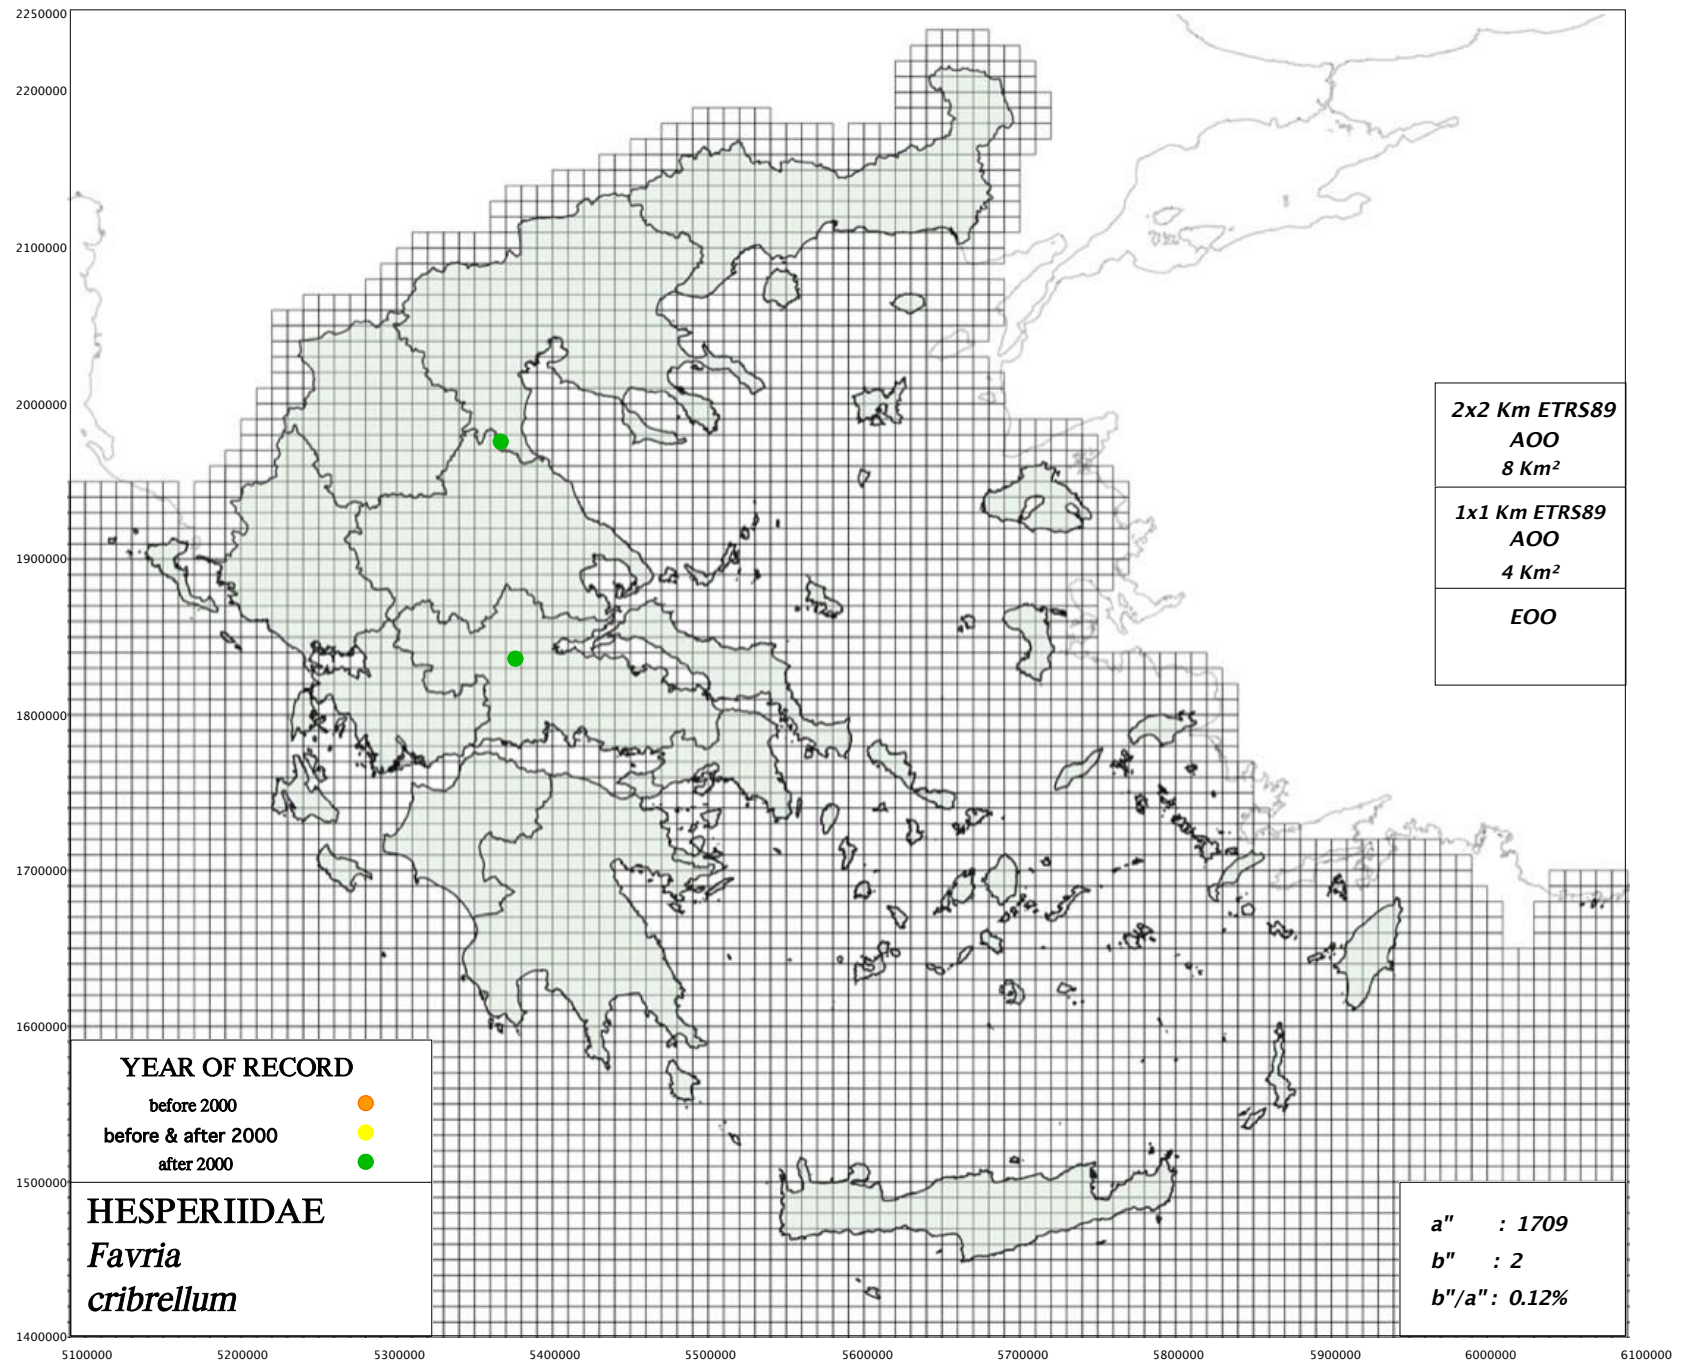 2250000
2200000
2100000
2000000
1900000
1800000
1700000
1600000
1500000
1400000
5100000 5200000 5300000 5400000 5500000 5600000 5700000 5800000 5900000 6000000 6100000
2x2 Km ETRS89
AOO
8 Km²
1x1 Km ETRS89
AOO
4 Km²
EOO
YEAR OF RECORD
before 2000
before & after 2000
after 2000
HESPERIIDAE
Favria
cribrellum
a" : 1709
b" : 2
b"/a" : 0.12%